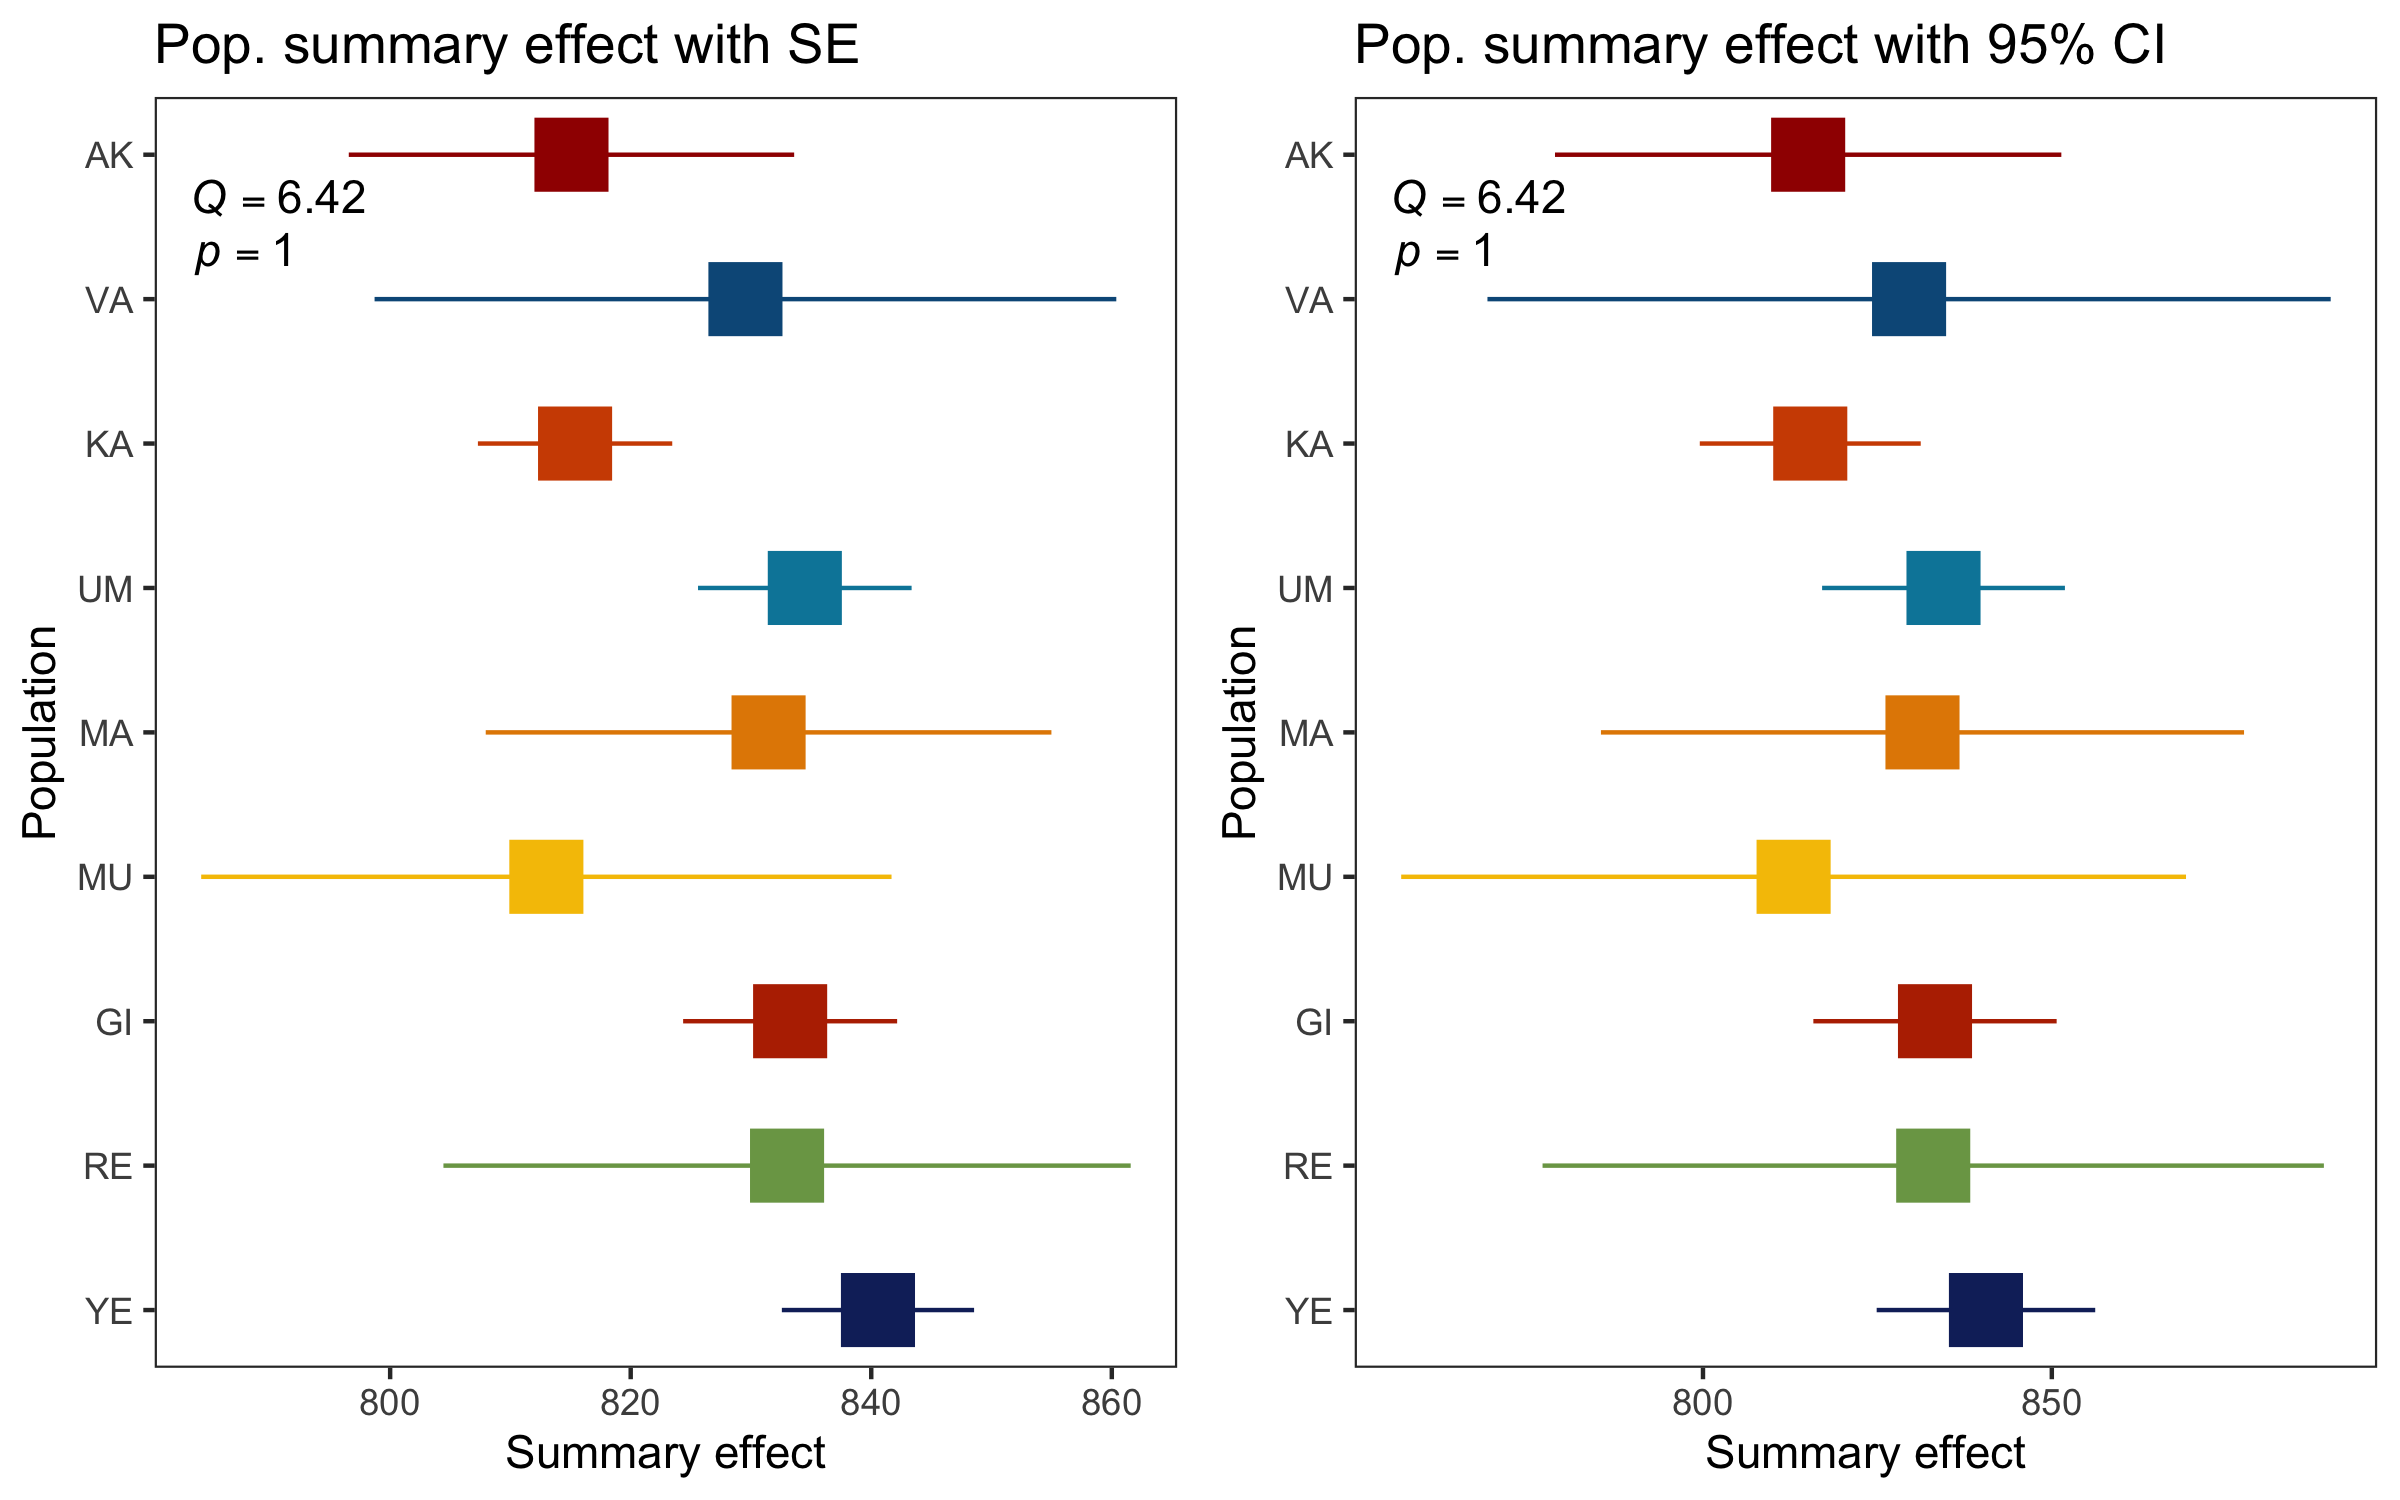 Pop. summary effect with SE
AK
Q = 6.42
p = 1
VA
KA
UM
MA
MU
GI
RE
YE
Population
800 820 840 860
Summary effect
Pop. summary effect with 95% CI
AK
Q = 6.42
p = 1
VA
KA
UM
MA
MU
GI
RE
YE
Population
800 850
Summary effect